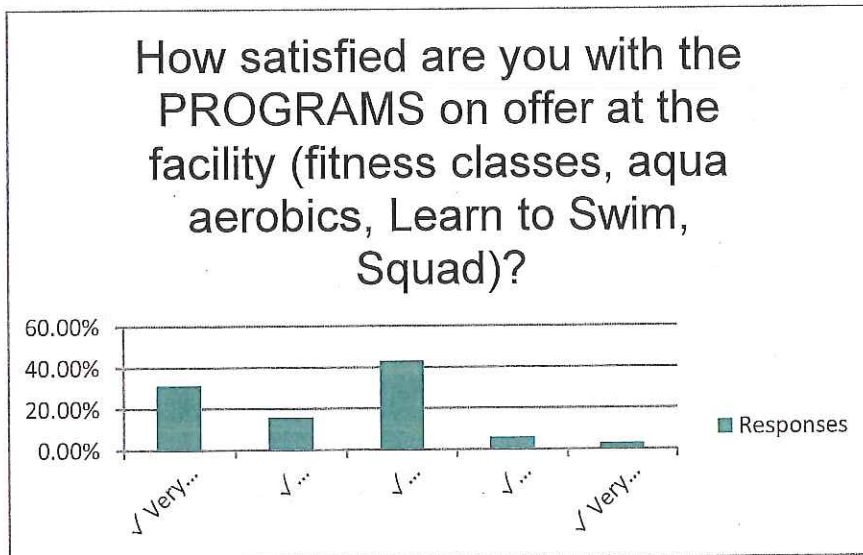 How satisfied are you with the
PROGRAMS on offer at the
facility (fitness classes, aqua
aerobics, Learn to Swim,
Squad)?
60.00%
40.00%
20.00%
0.00%
√ Very...
√ ...
√ ...
√ ...
√ Very...
Responses